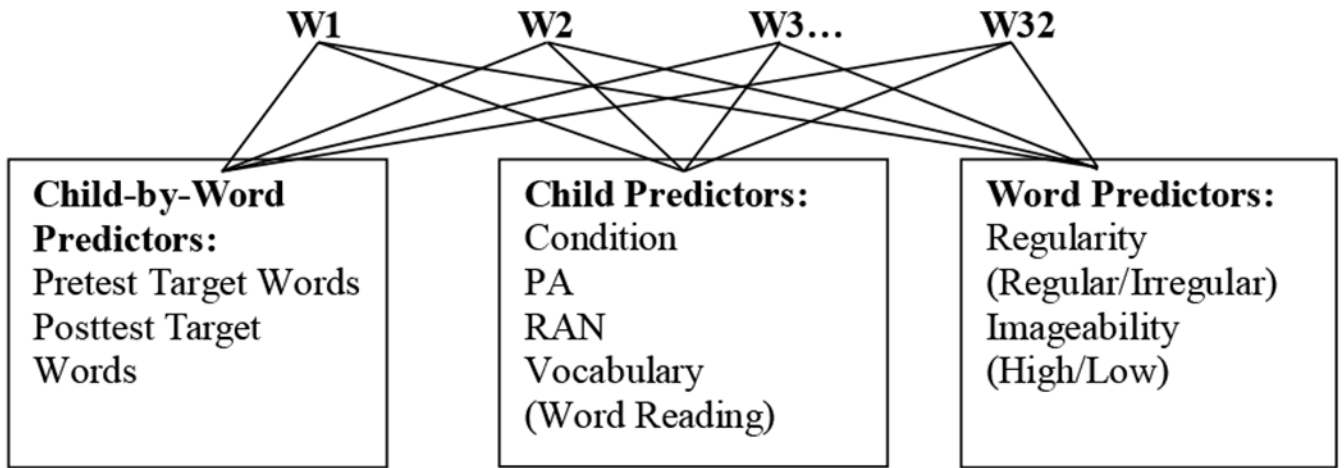 W1 W2 W3... W32
Child-by-Word
Predictors:
Pretest Target Words
Posttest Target
Words
Child Predictors:
Condition
PA
RAN
Vocabulary
(Word Reading)
Word Predictors:
Regularity
(Regular/Irregular)
Imageability
(High/Low)